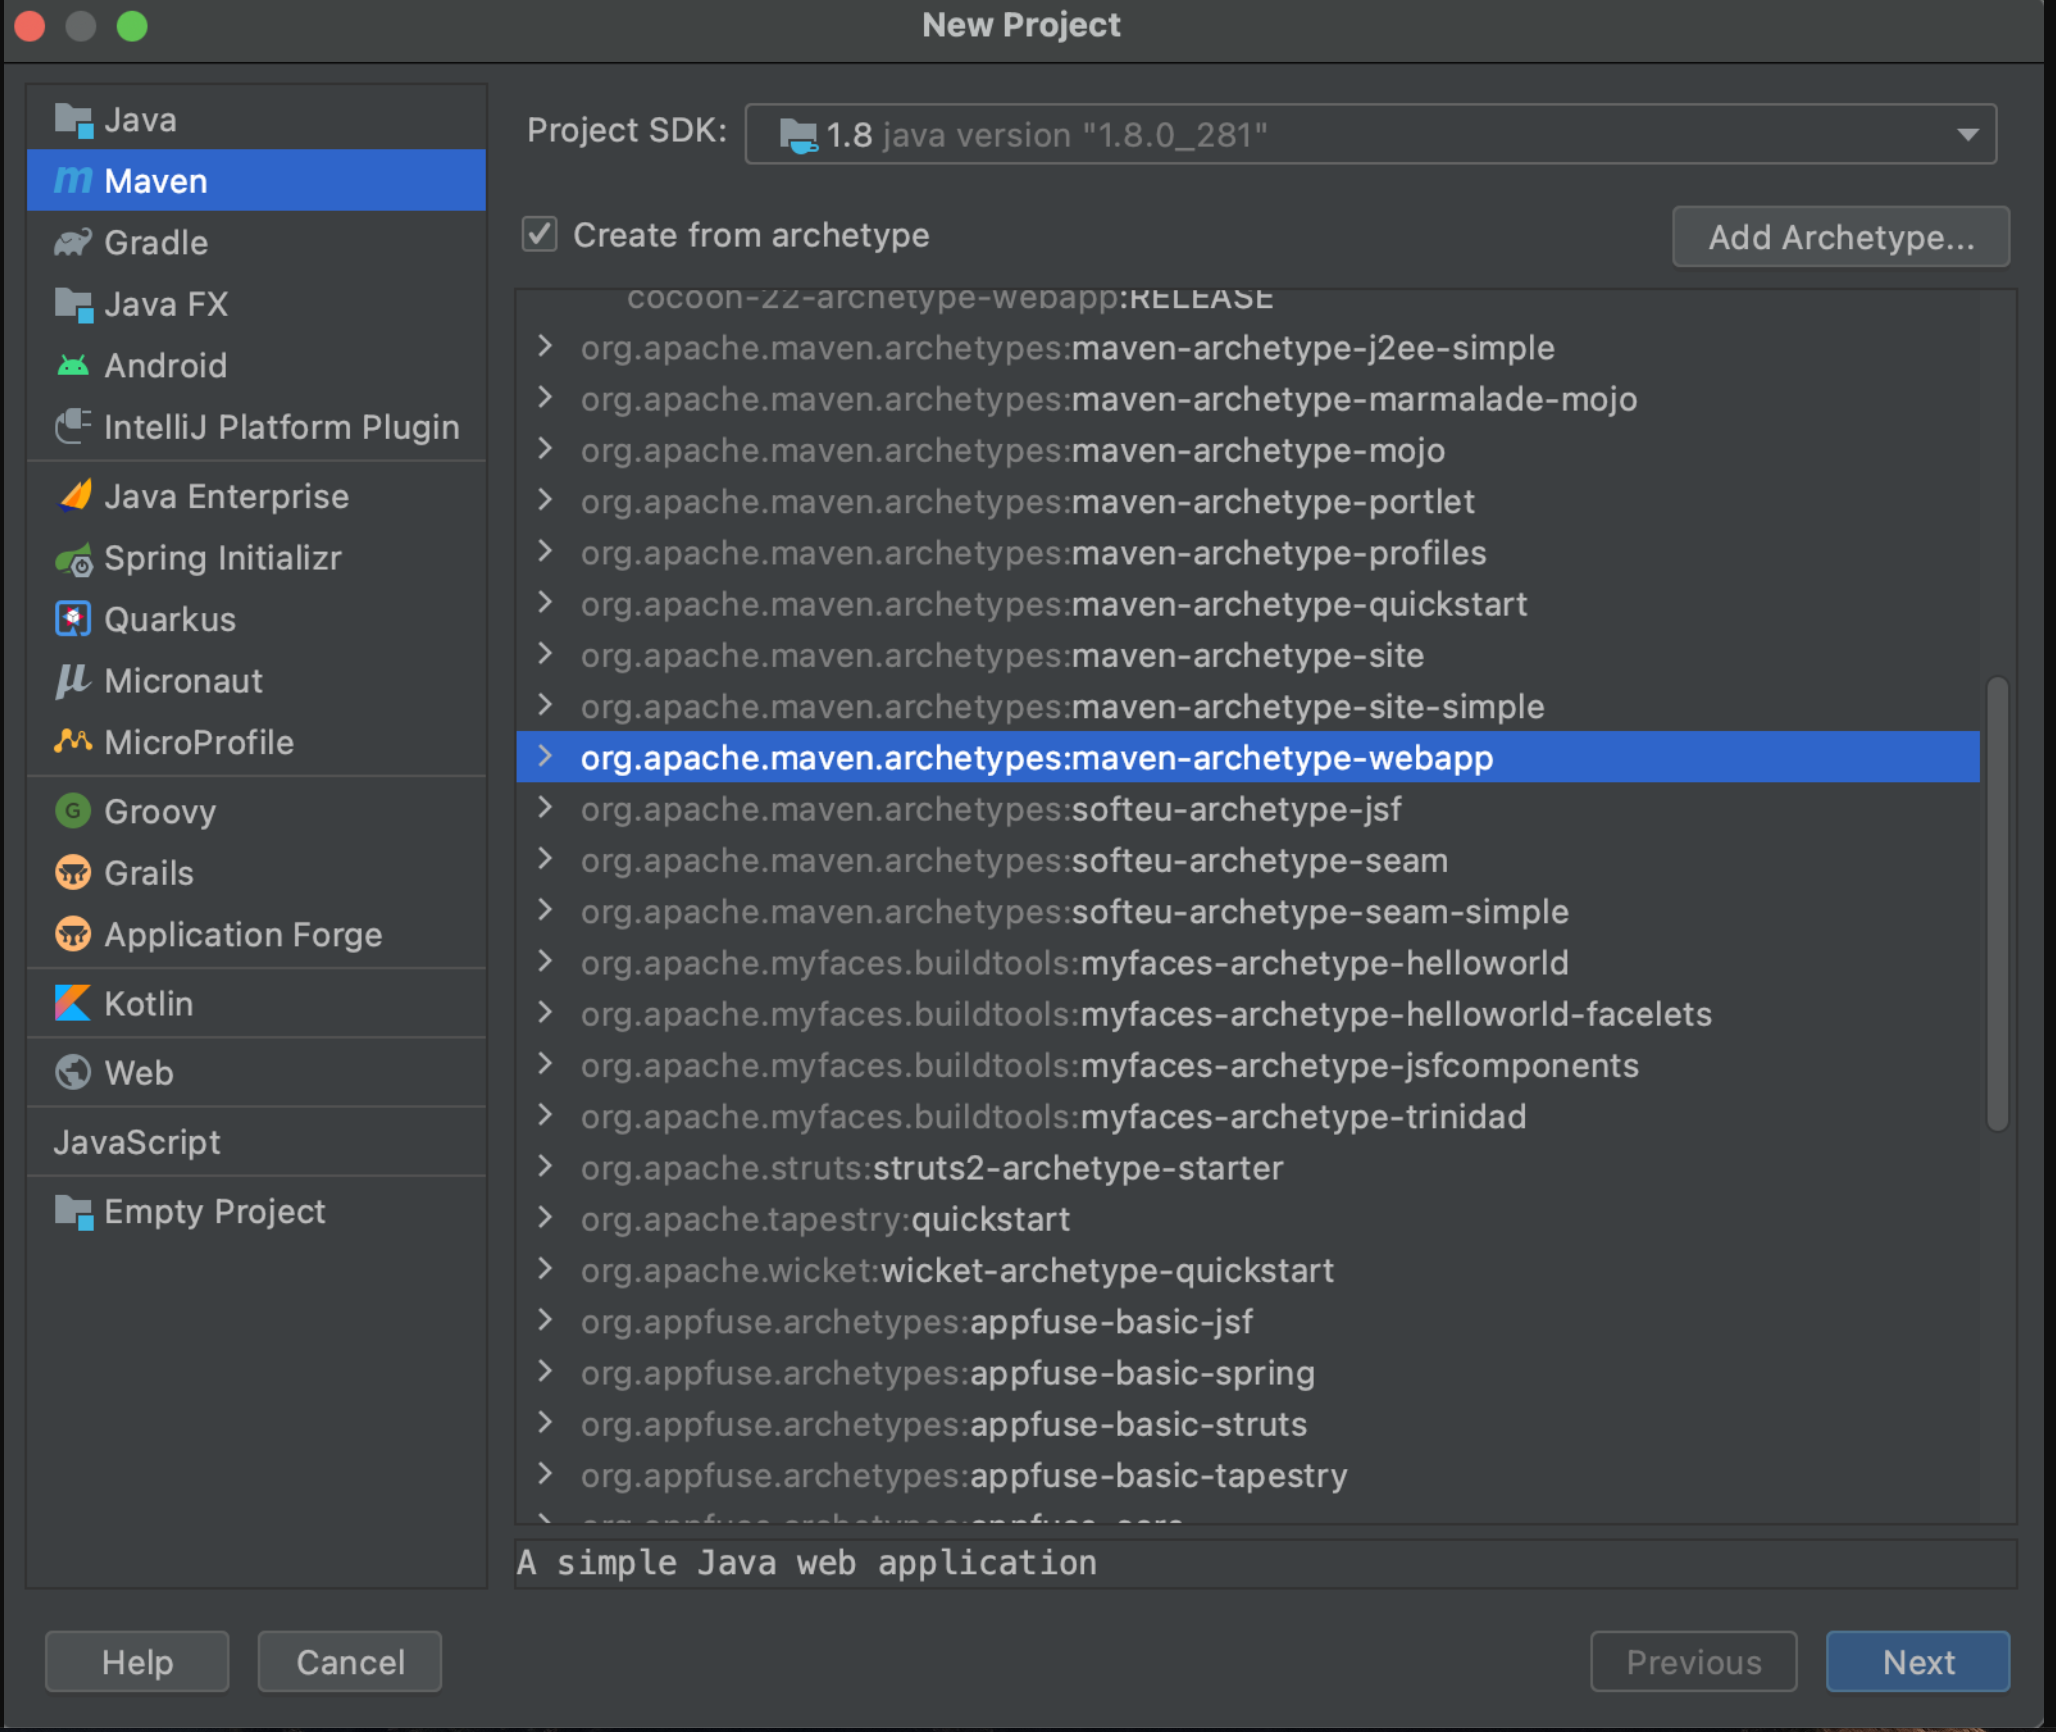 New Project
Java
Maven
Gradle
Java FX
Android
IntelliJ Platform Plugin
Java Enterprise
Spring Initializr
Quarkus
Micronaut
MicroProfile
G
Groovy
Grails
Application Forge
Kotlin
Web
JavaScript
Empty Project
Project SDK: 1.8 java version "1.8.0_281"
Create from archetype
Add Archetype...
cocoon-22-archetype-webapp:RELEASE
org.apache.maven.archetypes:maven-archetype-j2ee-simple
org.apache.maven.archetypes:maven-archetype-marmalade-mojo
org.apache.maven.archetypes:maven-archetype-mojo
org.apache.maven.archetypes:maven-archetype-portlet
org.apache.maven.archetypes:maven-archetype-profiles
org.apache.maven.archetypes:maven-archetype-quickstart
org.apache.maven.archetypes:maven-archetype-site
org.apache.maven.archetypes:maven-archetype-site-simple
org.apache.maven.archetypes:maven-archetype-webapp
org.apache.maven.archetypes:softeu-archetype-jsf
org.apache.maven.archetypes:softeu-archetype-seam
org.apache.maven.archetypes:softeu-archetype-seam-simple
org.apache.myfaces.buildtools:myfaces-archetype-helloworld
org.apache.myfaces.buildtools:myfaces-archetype-helloworld-facelets
org.apache.myfaces.buildtools:myfaces-archetype-jsfcomponents
org.apache.myfaces.buildtools:myfaces-archetype-trinidad
org.apache.struts:struts2-archetype-starter
org.apache.tapestry:quickstart
org.apache.wicket:wicket-archetype-quickstart
org.appfuse.archetypes:appfuse-basic-jsf
org.appfuse.archetypes:appfuse-basic-spring
org.appfuse.archetypes:appfuse-basic-struts
org.appfuse.archetypes:appfuse-basic-tapestry
A simple Java web application
Help
Cancel
Previous
Next